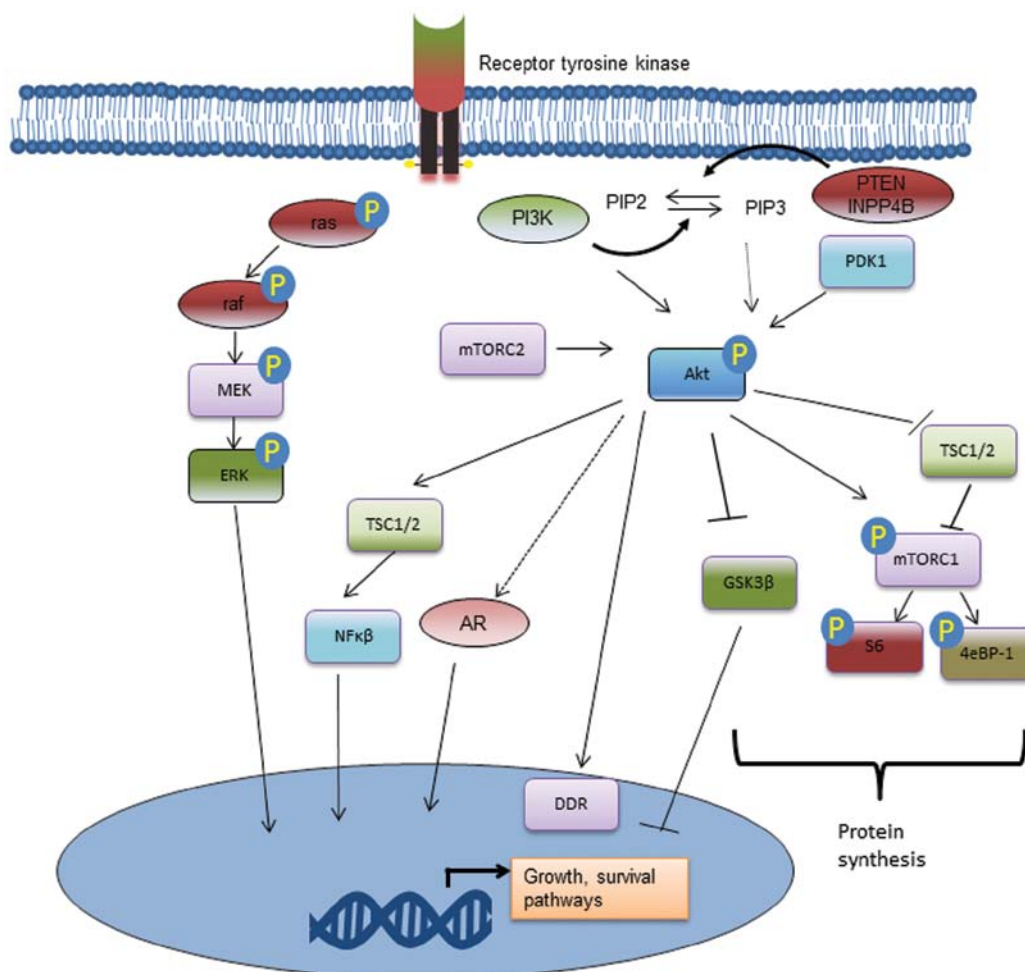 Receptor tyrosine kinase
PTEN
INPP4B
PIP2
PIP3
PI3K
ras
P
PDK1
raf
P
mTORC2
Akt
P
MEK
P
TSC1/2
ERK
P
TSC1/2
P
mTORC1
GSK3β
NFκβ
AR
P
S6
P
4eBP-1
DDR
Protein
synthesis
Growth, survival
pathways